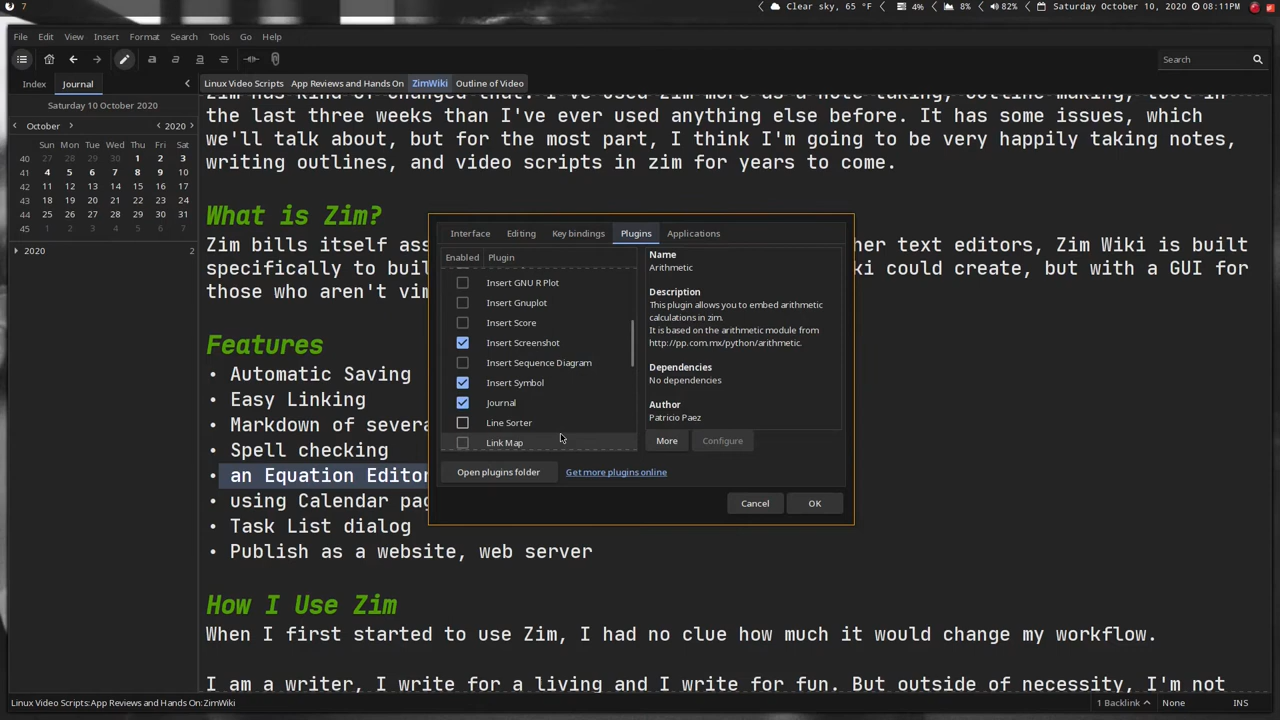 7
Clear sky, 65 °F
4%
8%
82%
Saturday October 10, 2020
08:11PM
File Edit View Insert Format Search Tools Go Help
Search
Index Journal
Linux Video Scripts App Reviews and Hands On ZimWiki Outline of Video
Saturday 10 October 2020
October 2020
Sun Mon Tue Wed Thu Fri Sat
40 27 28 29 30 1 2 3
41 4 5 6 7 8 9 10
42 11 12 13 14 15 16 17
43 18 19 20 21 22 23 24
44 25 26 27 28 29 30 31
45 1 2 3 4 5 6 7
2020 2
the last three weeks than I've ever used anything else before. It has some issues, which
we'll talk about, but for the most part, I think I'm going to be very happily taking notes,
writing outlines, and video scripts in zim for years to come.
What is Zim?
Zim bills itself as her text editors, Zim Wiki is built
specifically to buil ki could create, but with a GUI for
those who aren't vim
Features
• Automatic Saving
• Easy Linking
• Markdown of severa
• Spell checking
• an Equation Editor
• using Calendar pag
• Task List dialog
• Publish as a website, web server
How I Use Zim
When I first started to use Zim, I had no clue how much it would change my workflow.
I am a writer, I write for a living and I write for fun. But outside of necessity, I'm not
Interface Editing Key bindings Plugins Applications
Enabled Plugin
Insert GNU R Plot
Insert Gnuplot
Insert Score
Insert Screenshot
Insert Sequence Diagram
Insert Symbol
Journal
Line Sorter
Link Map
Name
Arithmetic
Description
This plugin allows you to embed arithmetic
calculations in zim.
It is based on the arithmetic module from
http://pp.com.mx/python/arithmetic.
Dependencies
No dependencies
Author
Patricio Paez
More Configure
Open plugins folder Get more plugins online
Cancel OK
Linux Video Scripts:App Reviews and Hands On:ZimWiki
1 Backlink None INS